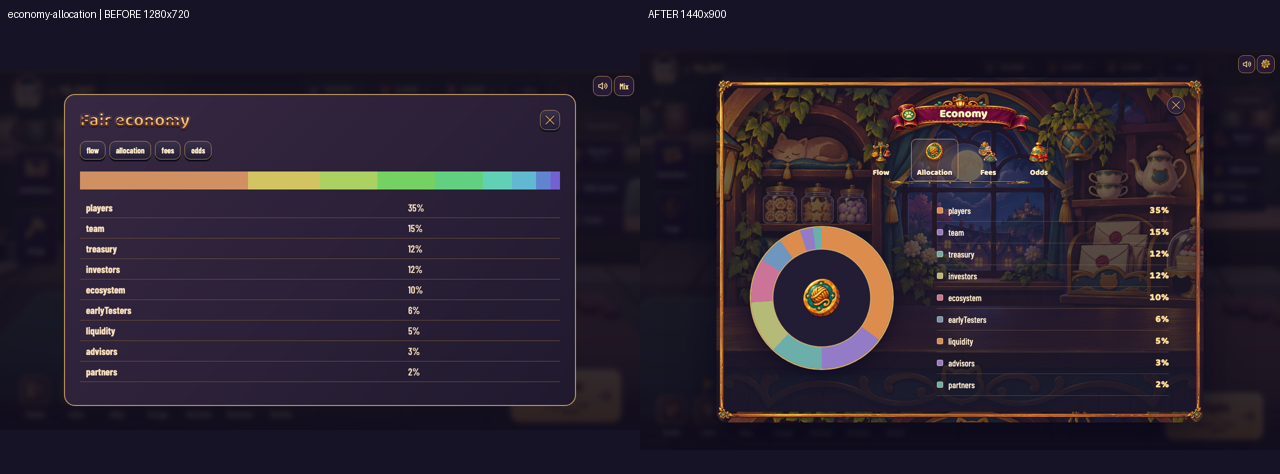 economy-allocation | BEFORE 1280x720
AFTER 1440x900
Mix
Fair economy
flow allocation fees odds
players 35%
team 15%
treasury 12%
investors 12%
ecosystem 10%
earlyTesters 6%
liquidity 5%
advisors 3%
partners 2%
Economy
Flow Allocation Fees Odds
players 35%
team 15%
treasury 12%
investors 12%
ecosystem 10%
earlyTesters 6%
liquidity 5%
advisors 3%
partners 2%